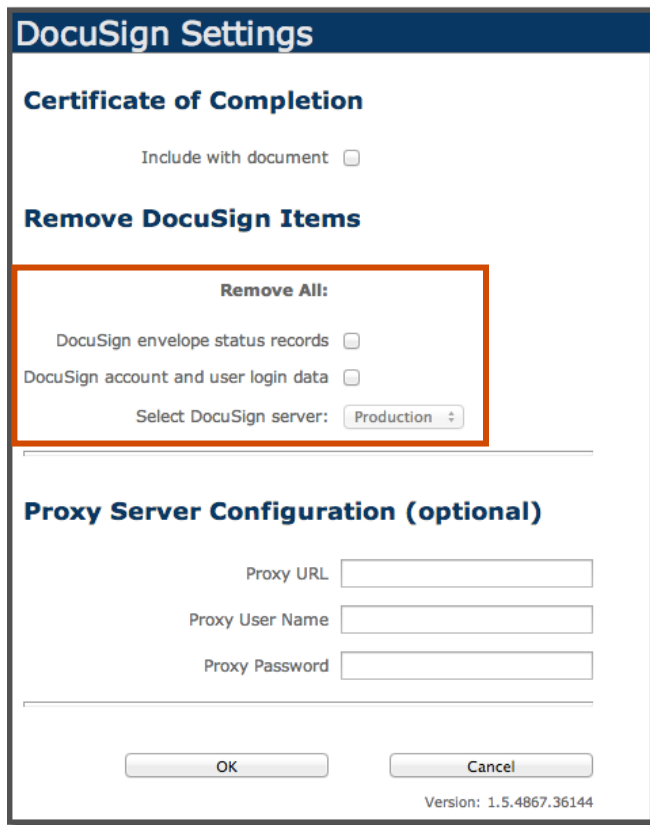 DocuSign Settings
Certificate of Completion
Include with document
Remove DocuSign Items
Remove All:
DocuSign envelope status records
DocuSign account and user login data
Select DocuSign server: Production
Proxy Server Configuration (optional)
Proxy URL
Proxy User Name
Proxy Password
OK Cancel
Version: 1.5.4867.36144